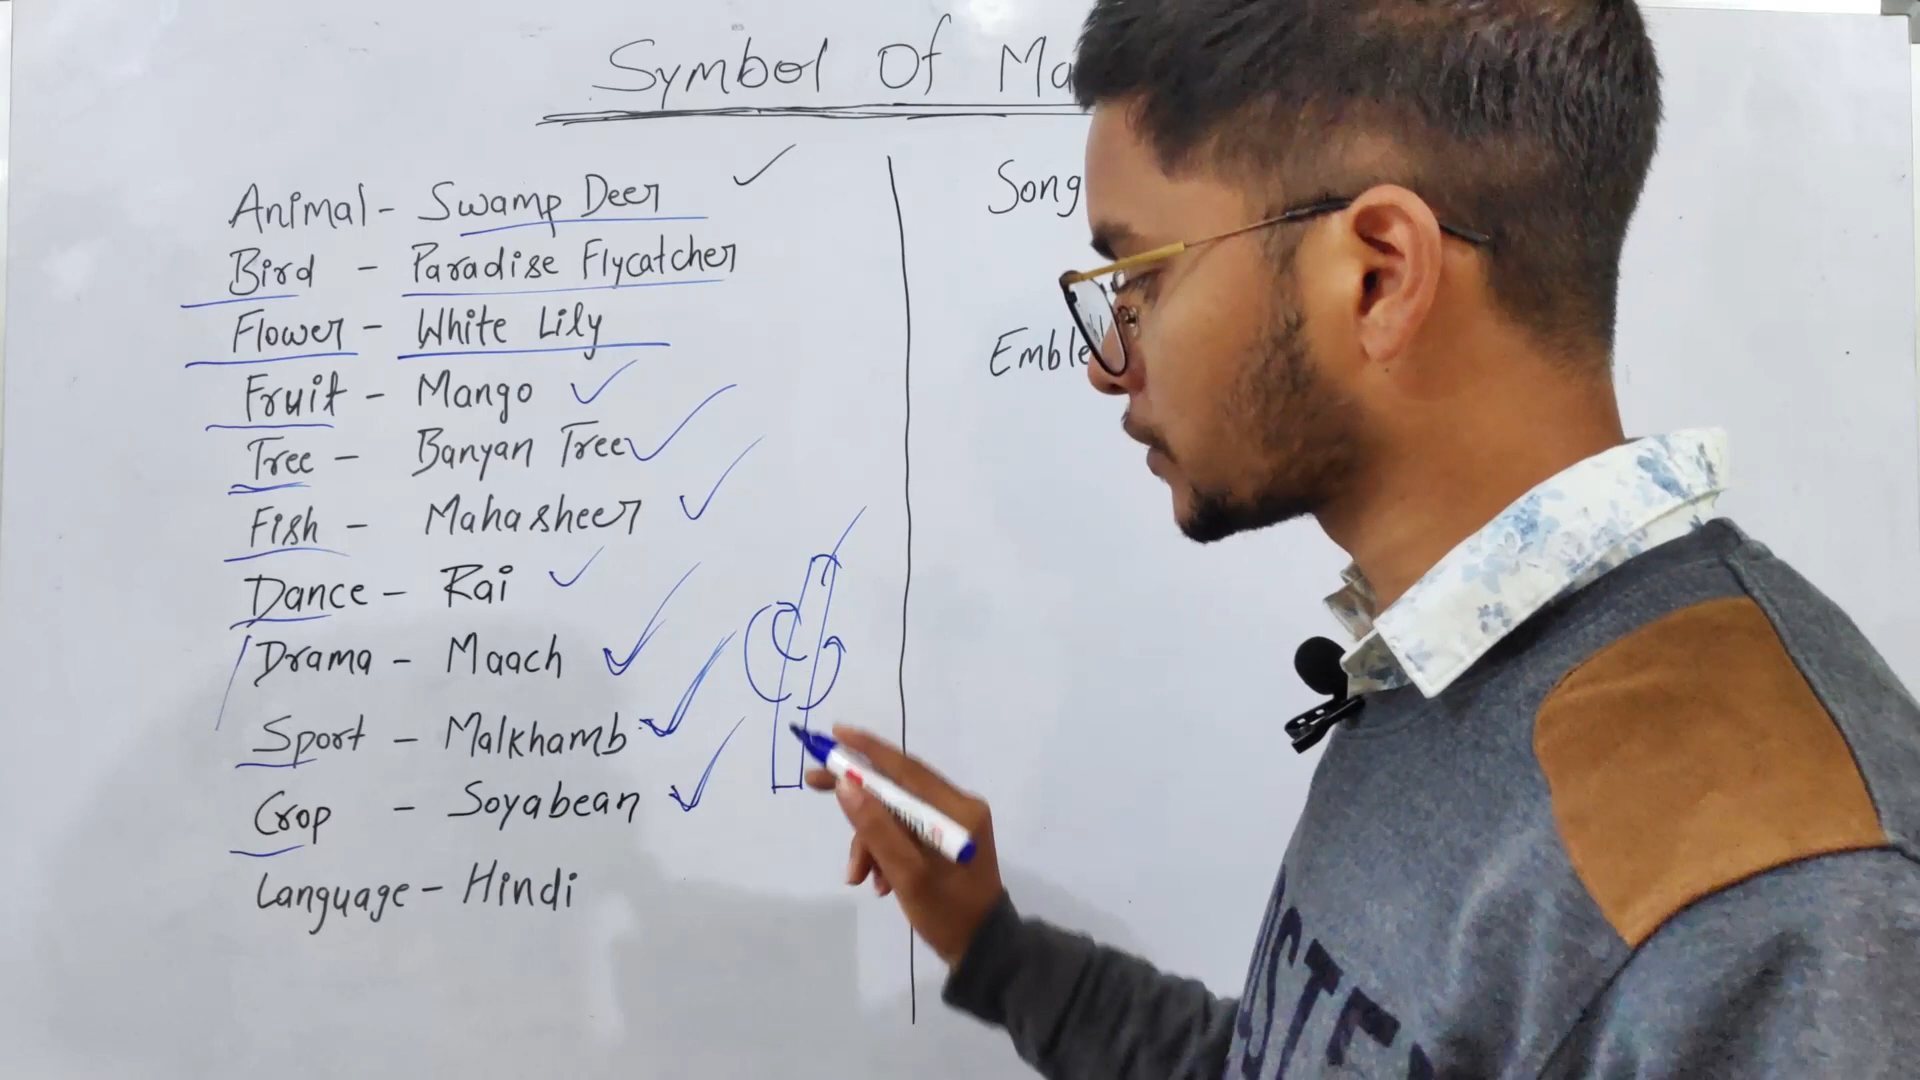 Symbol Of Ma
Animal - Swamp Deer
Bird - Paradise Flycatcher
Flower - White Lily
Fruit - Mango
Tree - Banyan Tree
Fish - Mahasheer
Dance - Rai
Drama - Maach
Sport - Malkhamb
Crop - Soyabean
Language - Hindi
Song
Emble